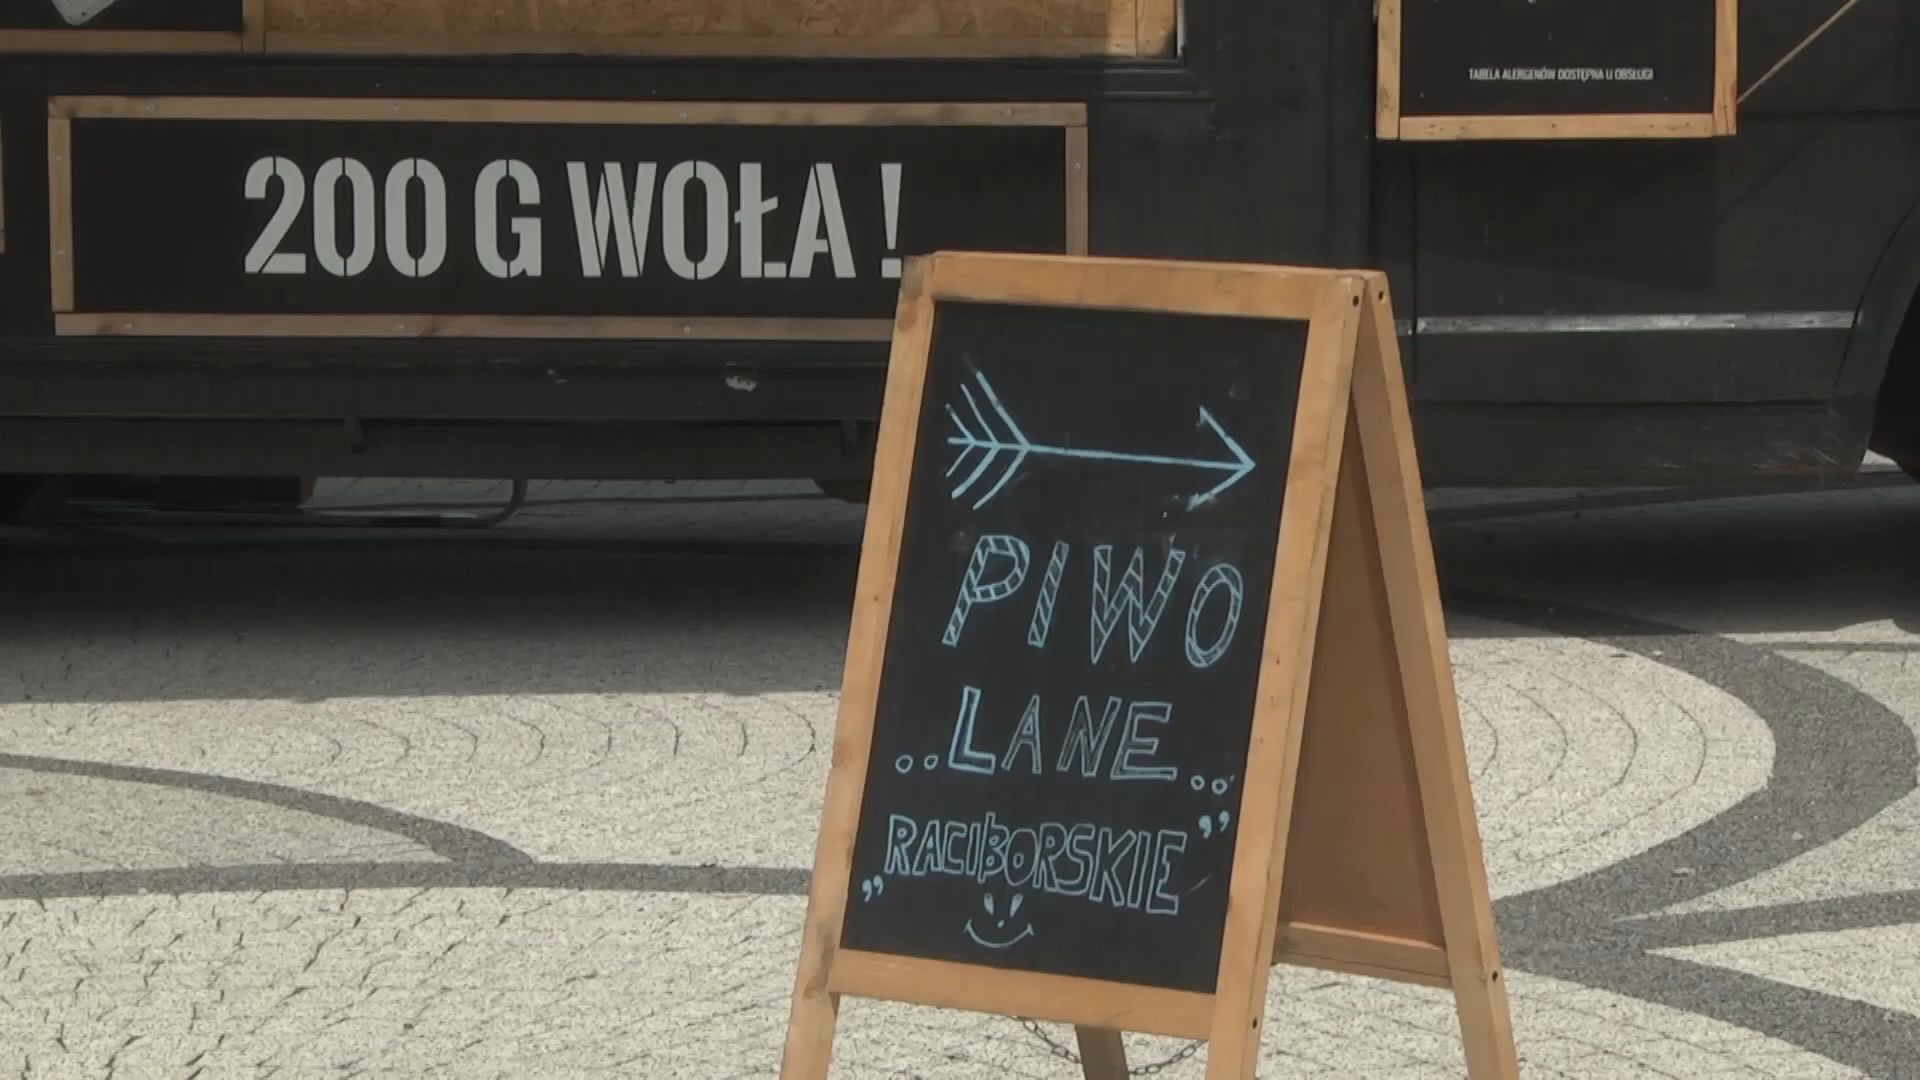 TABELA ALERGENÓW DOSTĘPNA U OBSŁUGI
200 G WOŁA !
PIWO
..LANE..
„RACIBORSKIE”